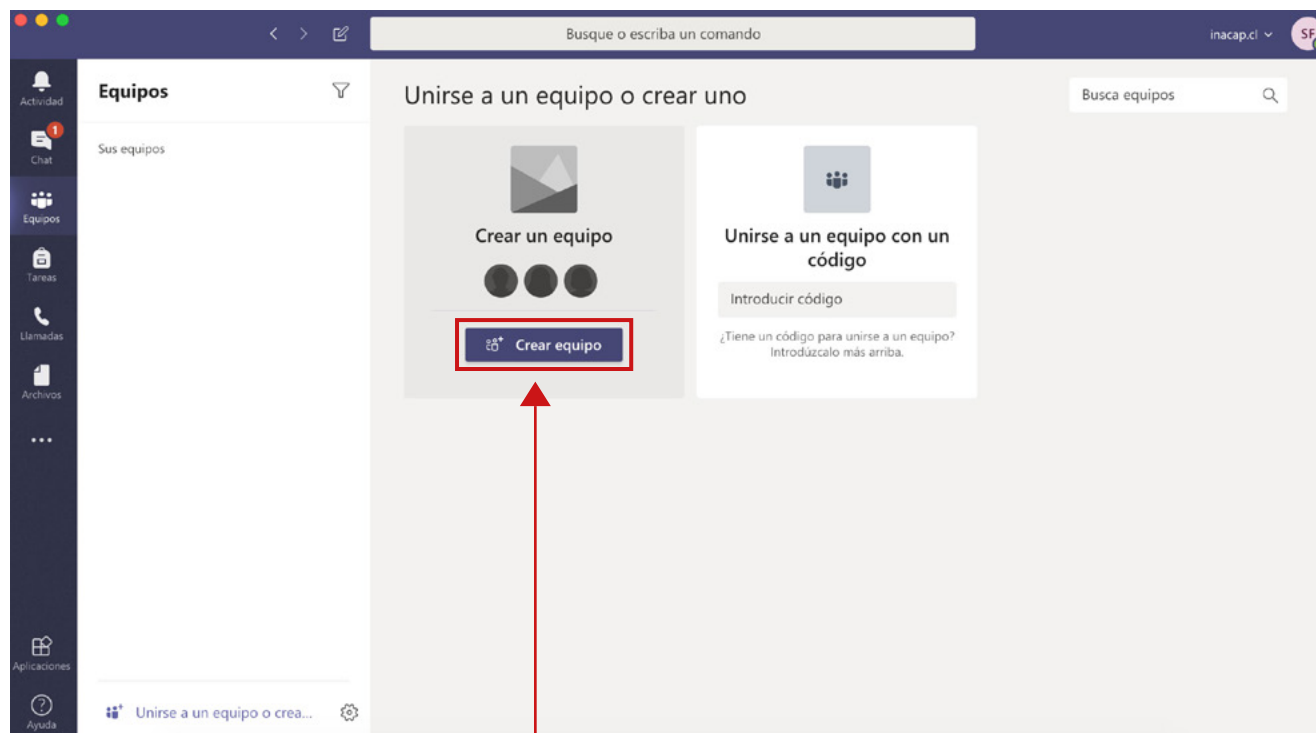 Busque o escriba un comando
inacap.cl
SF
Actividad
Chat
1
Equipos
Tareas
Llamadas
Archivos
Aplicaciones
Ayuda
Equipos
Sus equipos
Unirse a un equipo o crea...
Unirse a un equipo o crear uno
Busca equipos
Crear un equipo
Crear equipo
Unirse a un equipo con un
código
Introducir código
¿Tiene un código para unirse a un equipo?
Introdúzcalo más arriba.